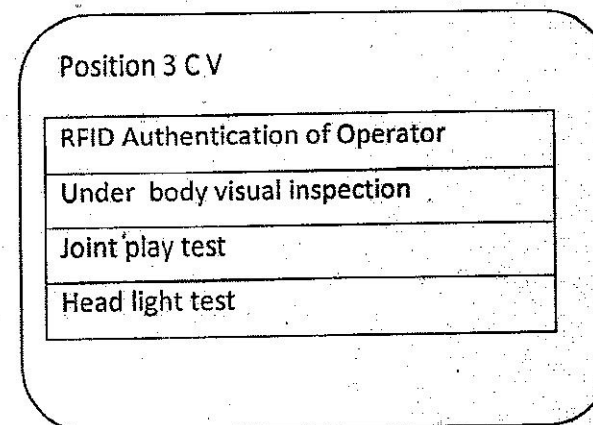 Position 3 C V
RFID Authentication of Operator
Under body visual inspection
Joint play test
Head light test